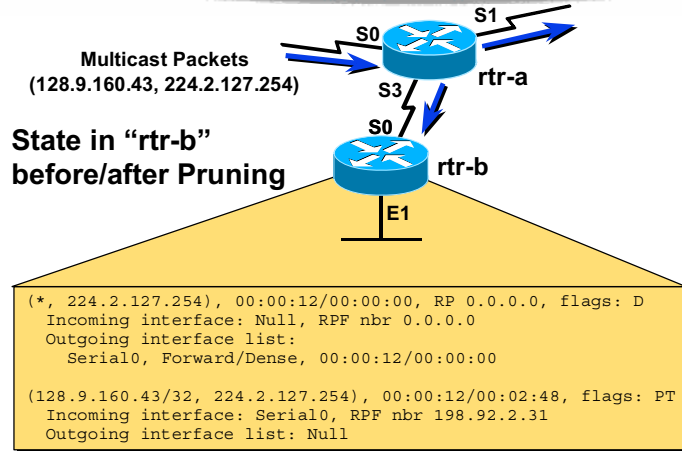 S1
S0
Multicast Packets
(128.9.160.43, 224.2.127.254)
rtr-a
S3
S0
State in “rtr-b”
before/after Pruning
rtr-b
E1
(*, 224.2.127.254), 00:00:12/00:00:00, RP 0.0.0.0, flags: D
Incoming interface: Null, RPF nbr 0.0.0.0
Outgoing interface list:
Serial0, Forward/Dense, 00:00:12/00:00:00
(128.9.160.43/32, 224.2.127.254), 00:00:12/00:02:48, flags: PT
Incoming interface: Serial0, RPF nbr 198.92.2.31
Outgoing interface list: Null